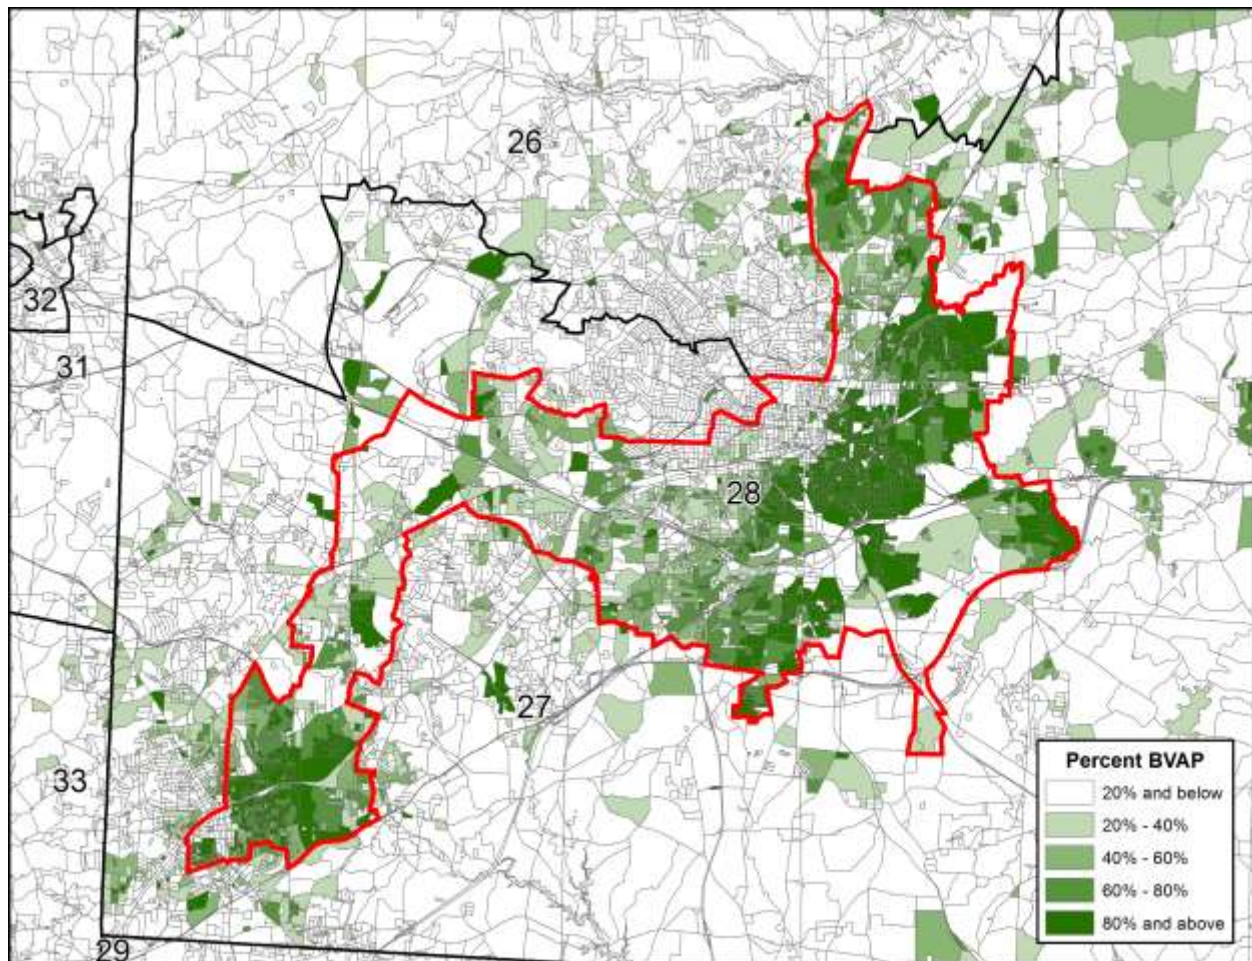 26
32
31
28
27
33
29
Percent BVAP
20% and below
20% - 40%
40% - 60%
60% - 80%
80% and above